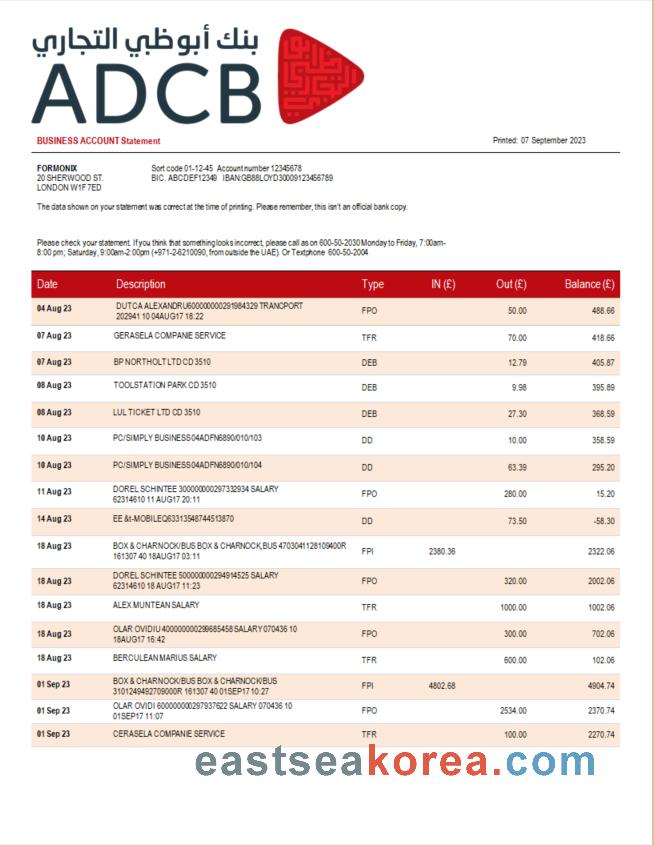 بنك أبوظبي التجاري
ADCB
BUSINESS ACCOUNT Statement Printed: 07 September 2023
FORMONIX Sort code 01-12-45 Account number 12345678
20 SHERWOOD ST. BIC. ABCDEF12349 IBAN:GB88LOYD30009123456789
LONDON W1F 7ED
The data shown on your statement was correct at the time of printing. Please remember, this isn't an official bank copy.
Please check your statement. If you think that something looks incorrect, please call as on 600-50-2030 Monday to Friday, 7:00am-
8:00 pm; Saturday, 9:00am-2:00pm (+971-2-6210090, from outside the UAE). Or Textphone 600-50-2004
Date Description Type IN (£) Out (£) Balance (£)
04 Aug 23 DUTCA ALEXANDRU600000000291984329 TRANCPORT FPO 50.00 488.66
202941 10 04AUG17 18:22
07 Aug 23 GERASELA COMPANIE SERVICE TFR 70.00 418.66
07 Aug 23 BP NORTHOLT LTD CD 3510 DEB 12.79 405.87
08 Aug 23 TOOLSTATION PARK CD 3510 DEB 9.98 395.89
08 Aug 23 LUL TICKET LTD CD 3510 DEB 27.30 368.59
10 Aug 23 PC/SIMPLY BUSINESS04ADFN6890/010/103 DD 10.00 358.59
10 Aug 23 PC/SIMPLY BUSINESS04ADFN6890/010/104 DD 63.39 295.20
11 Aug 23 DOREL SCHINTEE 300000000297332934 SALARY FPO 280.00 15.20
62314610 11 AUG17 20:11
14 Aug 23 EE &t-MOBILEQ63313548744513870 DD 73.50 -58.30
18 Aug 23 BOX & CHARNOCK/BUS BOX & CHARNOCK,BUS 4703041128109400R FPI 2380.36 2322.06
161307 40 18AUG17 03:11
18 Aug 23 DOREL SCHINTEE 500000000294914525 SALARY FPO 320.00 2002.06
62314610 18 AUG17 11:23
18 Aug 23 ALEX MUNTEAN SALARY TFR 1000.00 1002.06
18 Aug 23 OLAR OVIDIU 400000000299685458 SALARY 070436 10 FPO 300.00 702.06
18AUG17 16:42
18 Aug 23 BERCULEAN MARIUS SALARY TFR 600.00 102.06
01 Sep 23 BOX & CHARNOCK/BUS BOX & CHARNOCK/BUS FPI 4802.68 4904.74
3101249492709000R 161307 40 01SEP17 10:27
01 Sep 23 OLAR OVIDI 600000000297937622 SALARY 070436 10 FPO 2534.00 2370.74
01SEP17 11:07
01 Sep 23 CERASELA COMPANIE SERVICE TFR 100.00 2270.74
eastseakorea.com